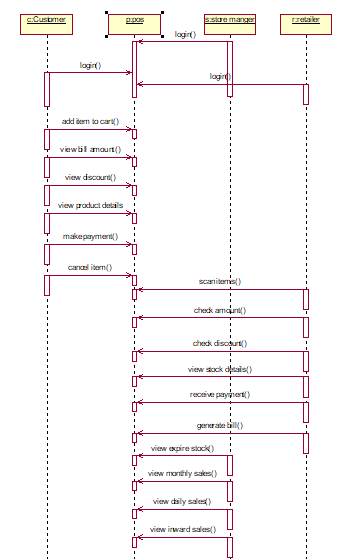 c:Customer
p:pos
s:store manger
r:retailer
login()
login()
login()
add item to cart()
view bill amount()
view discount()
view product details
make payment()
cancel item()
scan items()
check amount()
check discount()
view stock details()
receive payment()
generate bill()
view expire stock()
view monthly sales()
view daily sales()
view inward sales()